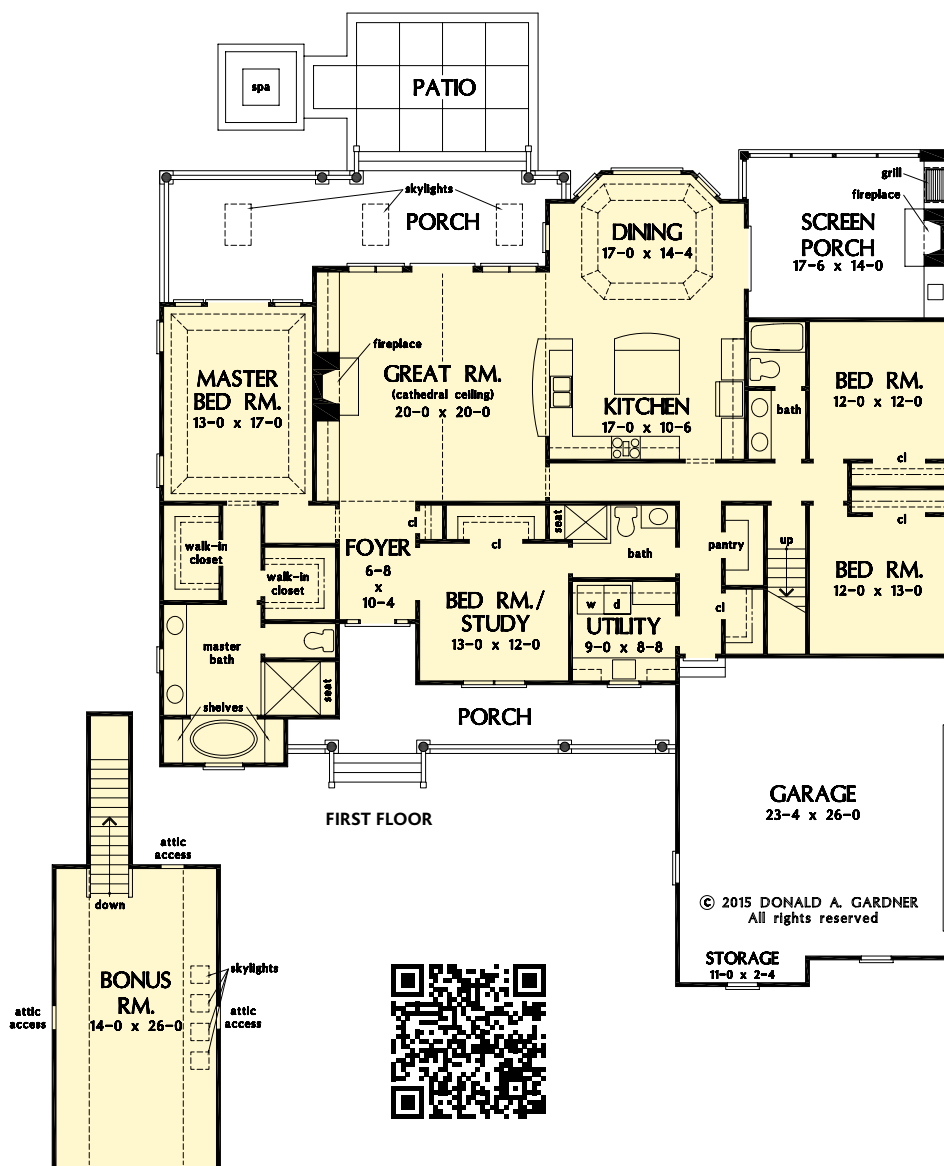 spa
PATIO
skylights
PORCH
grill
fireplace
SCREEN
PORCH
17-6 x 14-0
DINING
17-0 x 14-4
fireplace
MASTER
BED RM.
13-0 x 17-0
GREAT RM.
(cathedral ceiling)
20-0 x 20-0
KITCHEN
17-0 x 10-6
bath
BED RM.
12-0 x 12-0
cl
cl
walk-in
closet
walk-in
closet
cl
FOYER
6-8
x
10-4
cl
seat
bath
pantry
up
BED RM.
12-0 x 13-0
BED RM./
STUDY
13-0 x 12-0
w
d
UTILITY
9-0 x 8-8
cl
master
bath
seat
shelves
PORCH
FIRST FLOOR
GARAGE
23-4 x 26-0
© 2015 DONALD A. GARDNER
All rights reserved
STORAGE
11-0 x 2-4
attic
access
down
BONUS
RM.
14-0 x 26-0
skylights
attic
access
attic
access